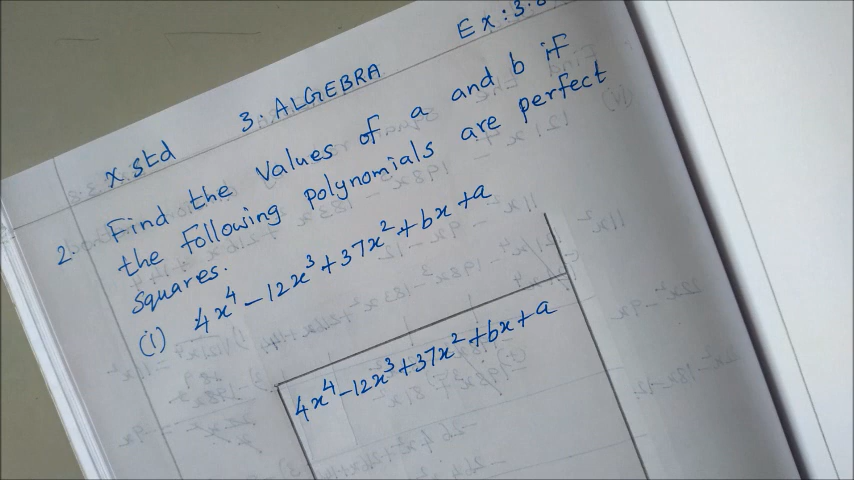 Ex: 3.
x. std 3. ALGEBRA
2. Find the values of a and b if
the following polynomials are perfect
squares.
(i) 4x⁴ - 12x³ + 37x² + bx + a
4x⁴ - 12x³ + 37x² + bx + a